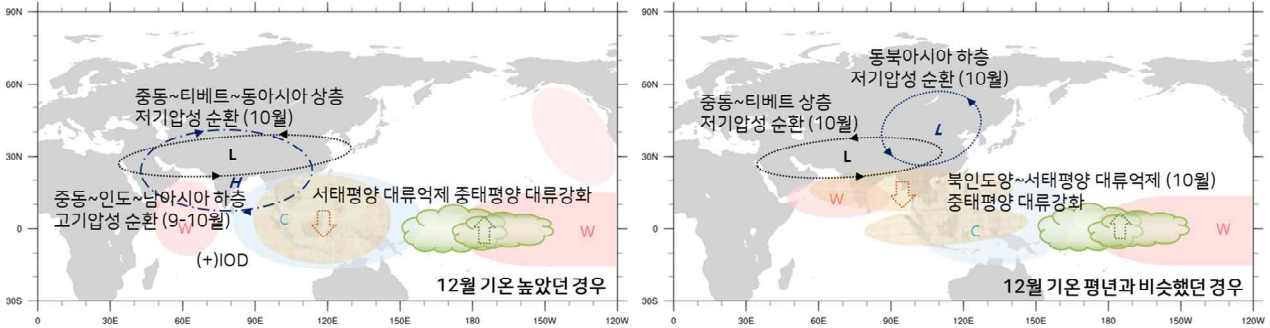 90N
60N
30N
0
30S
0
30E
60E
90E
120E
150E
180
150W
120W
중동~티베트~동아시아 상층
저기압성 순환 (10월)
L
H
중동~인도~남아시아 하층
고기압성 순환 (9-10월)
W
(+)IOD
서태평양 대류억제 중태평양 대류강화
C
W
12월 기온 높았던 경우
90N
60N
30N
0
30S
0
30E
60E
90E
120E
150E
180
150W
120W
동북아시아 하층
저기압성 순환 (10월)
중동~티베트 상층
저기압성 순환 (10월)
L
L
W
북인도양~서태평양 대류억제 (10월)
중태평양 대류강화
C
W
12월 기온 평년과 비슷했던 경우